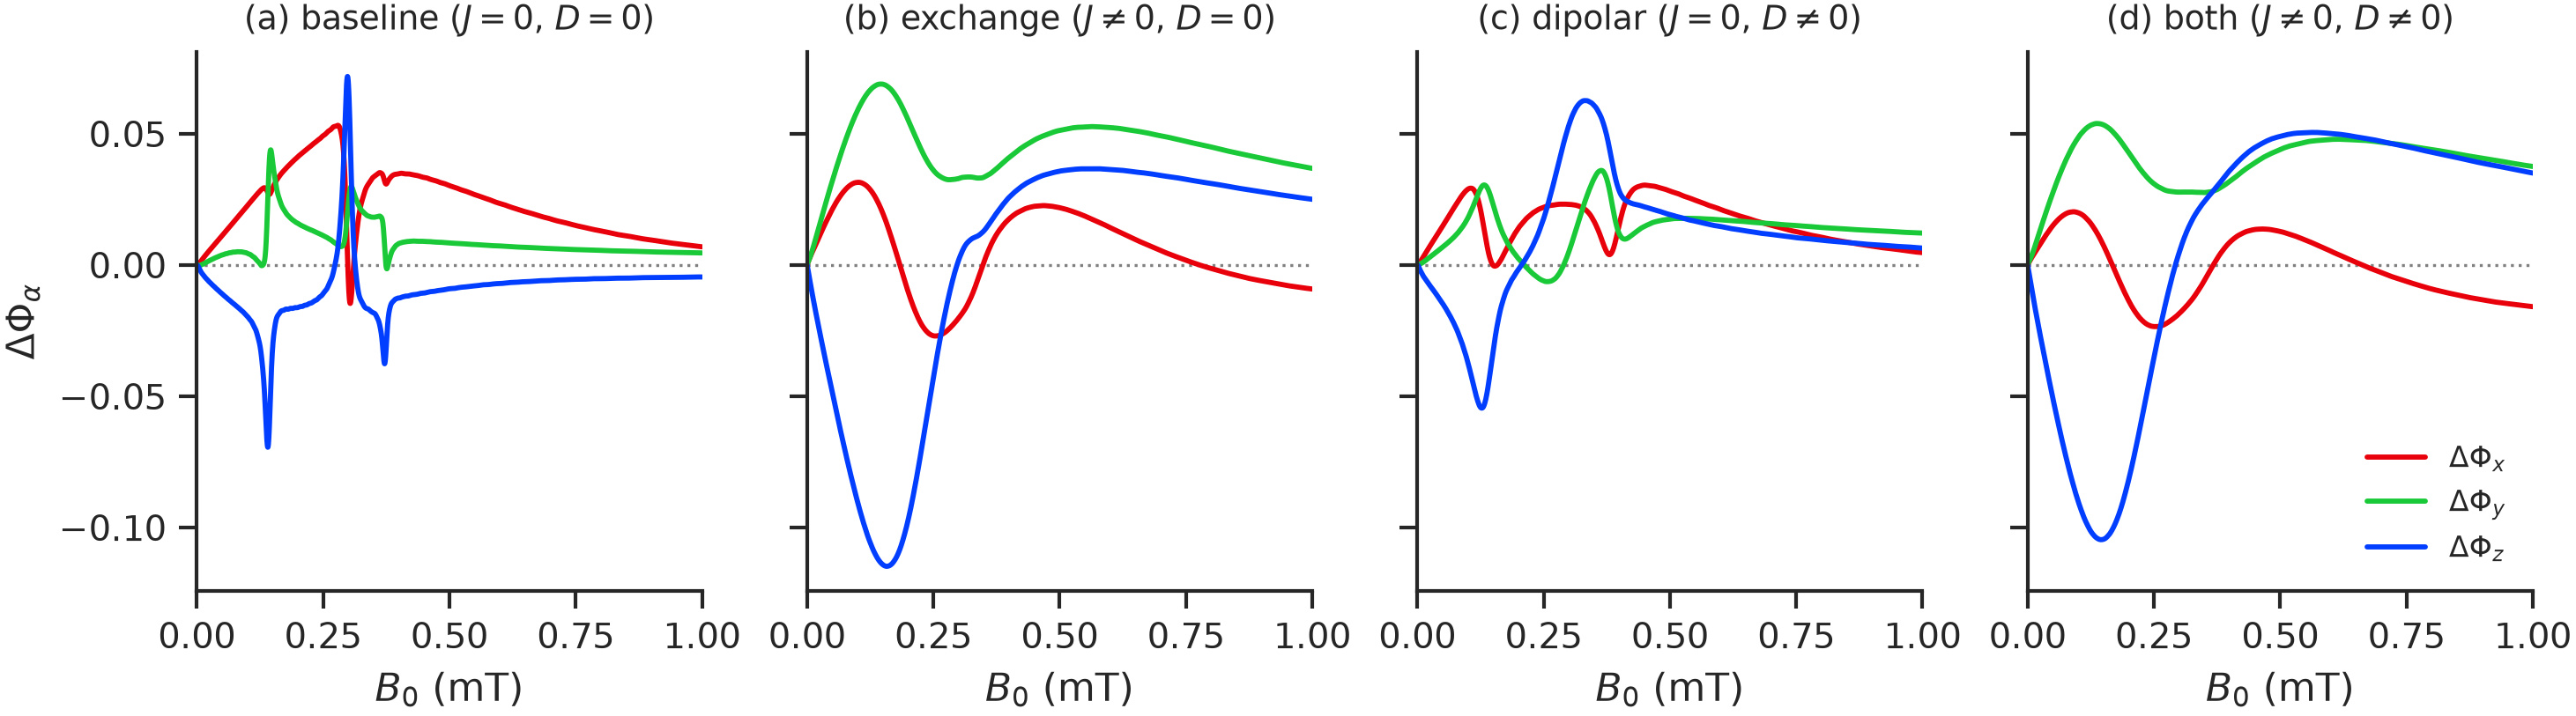 (a) baseline (J = 0, D = 0)
(b) exchange (J ≠ 0, D = 0)
(c) dipolar (J = 0, D ≠ 0)
(d) both (J ≠ 0, D ≠ 0)
ΔΦα
0.05
0.00
−0.05
−0.10
ΔΦx
ΔΦy
ΔΦz
0.00 0.25 0.50 0.75 1.00
0.00 0.25 0.50 0.75 1.00
0.00 0.25 0.50 0.75 1.00
0.00 0.25 0.50 0.75 1.00
B0 (mT)
B0 (mT)
B0 (mT)
B0 (mT)